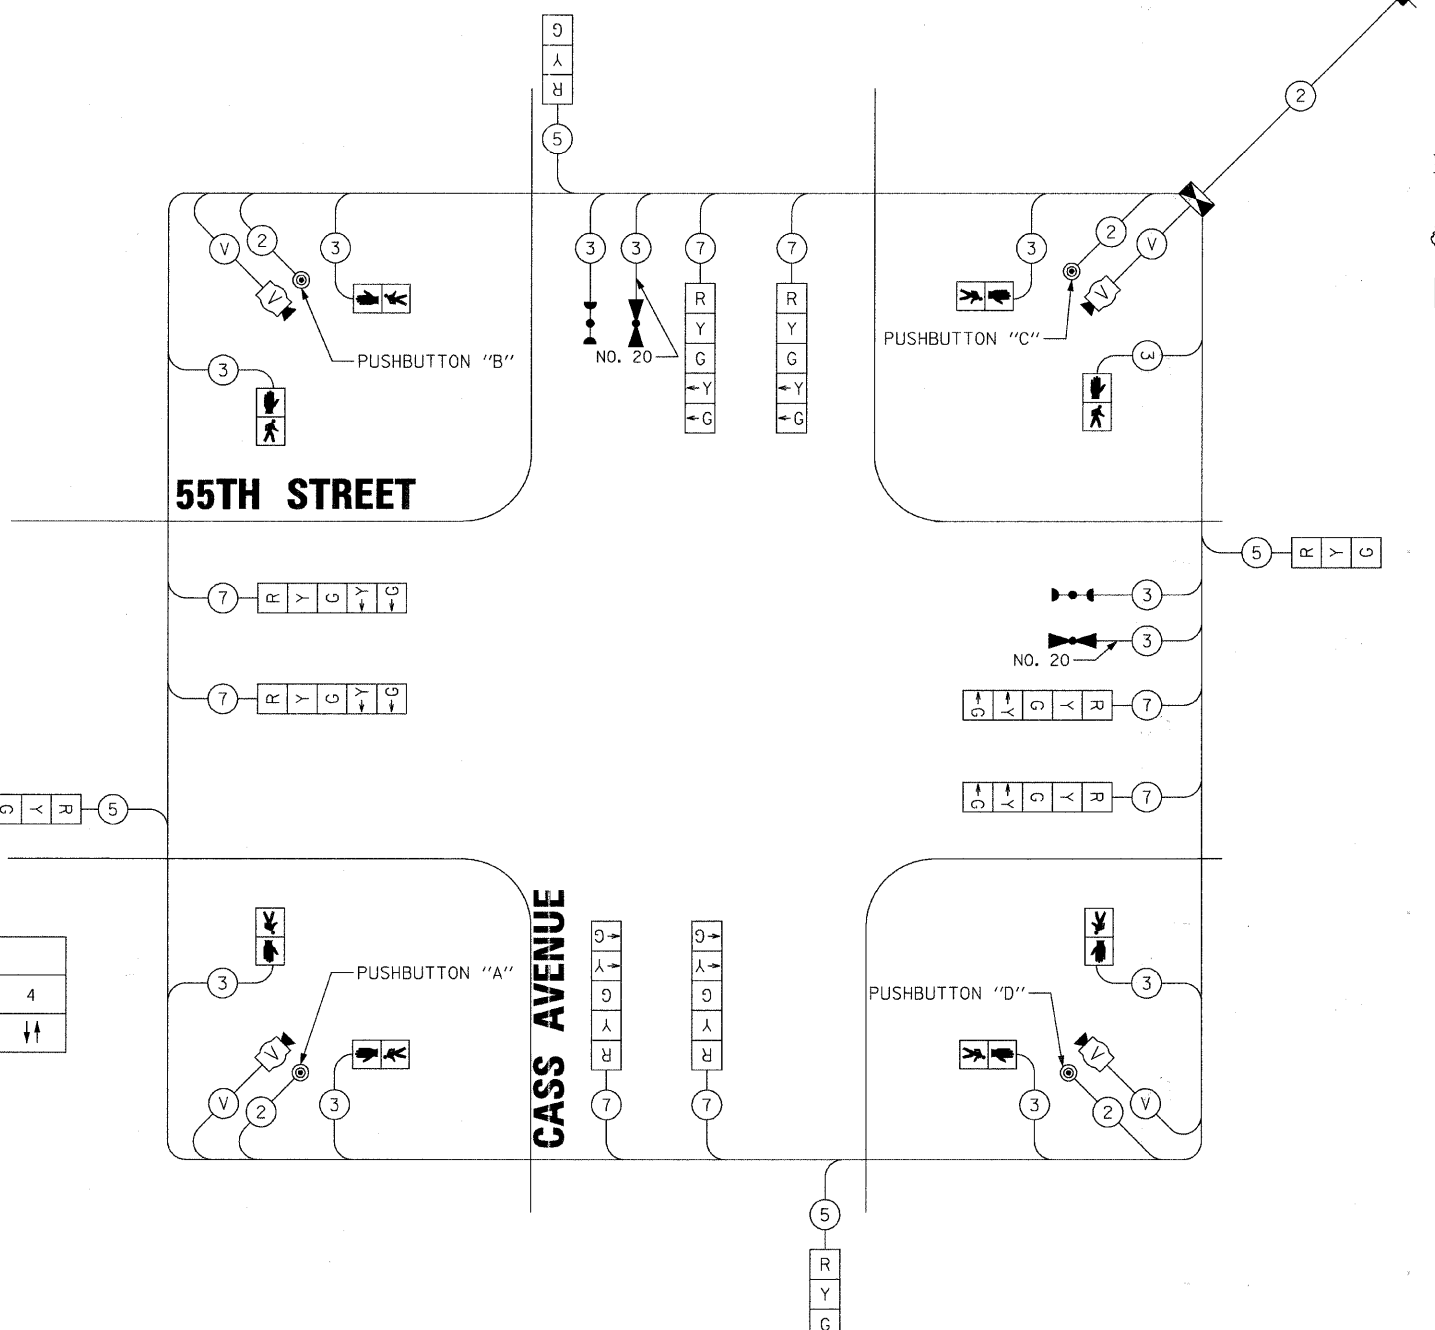 G
Y
R
5
2
V 2 3
3 3 7 7
3 2 V
R Y G ←Y ←G
R Y G ←Y ←G
NO. 20
PUSHBUTTON "B"
PUSHBUTTON "C"
V
V
3
3
55TH STREET
5 R Y G
7 R Y G ←Y ←G
3
3
NO. 20
7 R Y G ←Y ←G
7 R Y G ←Y ←G
7 R Y G ←Y ←G
5 R Y G
CASS AVENUE
G← Y← G Y R 7
G← Y← G Y R 7
3
3
PUSHBUTTON "A"
PUSHBUTTON "D"
4
↓↑
V
V
V 2 3
3 2 V
5
R
Y
G